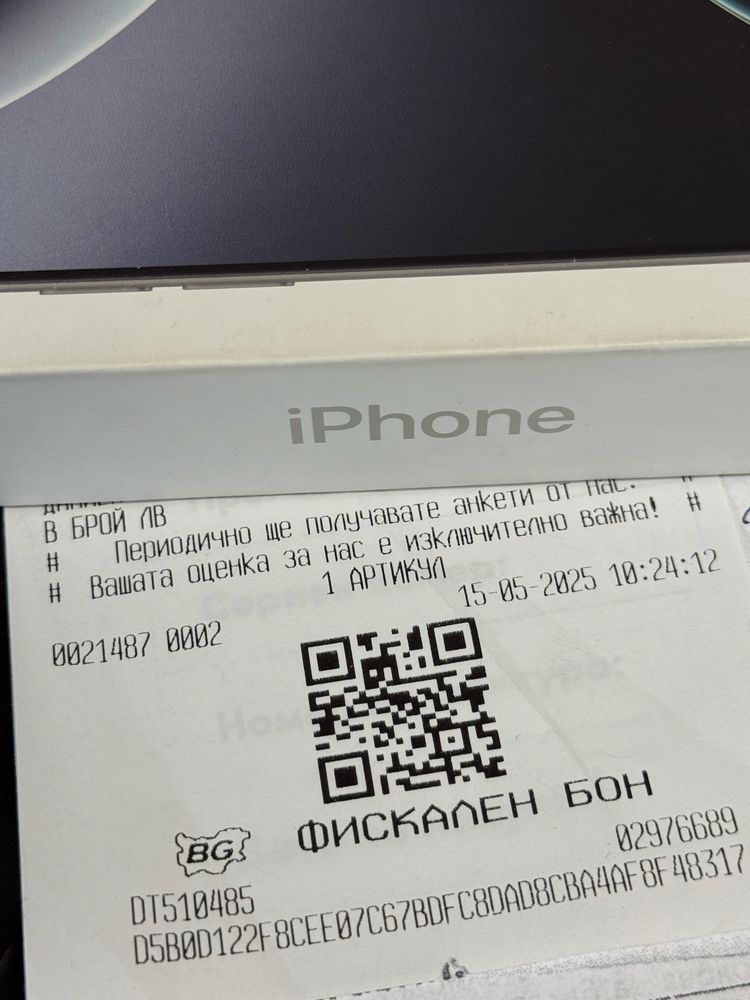 iPhone
В БРОЙ ЛВ
# Периодично ще получавате анкети от нас. #
# Вашата оценка за нас е изключително важна! #
1 АРТИКУЛ
0021487 0002 15-05-2025 10:24:12
ФИСКАЛЕН БОН
BG
02976689
DT510485
D5B0D122F8CEE07C67BDFC8DAD8CBA4AF8F48317